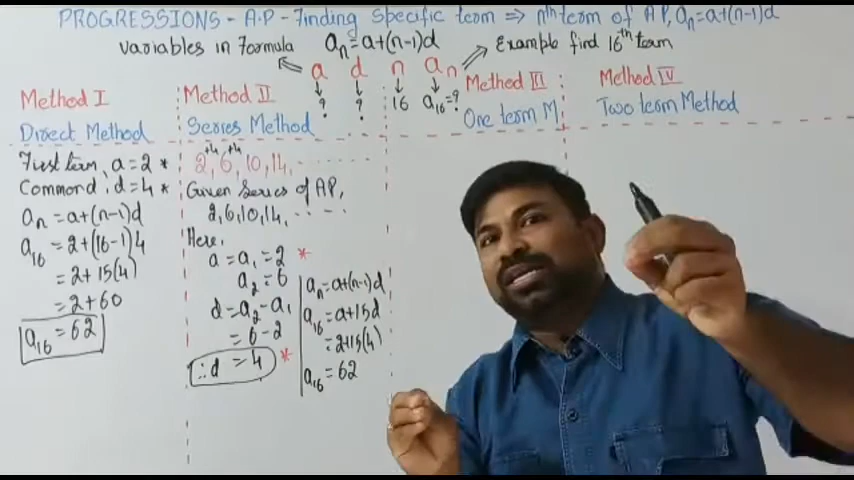 PROGRESSIONS - A.P - Finding Specific term ⇒ nth term of AP, aₙ=a+(n-1)d
variables in Formula aₙ=a+(n-1)d Example find 16th term
a d n aₙ
? ? 16 a₁₆=?
Method I
Direct Method
First term, a=2 *
Commond, d=4 *
aₙ=a+(n-1)d
a₁₆=2+(16-1)4
=2+15(4)
=2+60
a₁₆=62
Method II
Series Method
+4 +4
2,6,10,14,........
Given Series of AP,
2,6,10,14,.....
Here,
a=a₁=2 *
a₂=6
d=a₂-a₁
=6-2
∴d=4 *
aₙ=a+(n-1)d
a₁₆=a+15d
=2+15(4)
a₁₆=62
Method III
One term M
Method IV
Two term Method